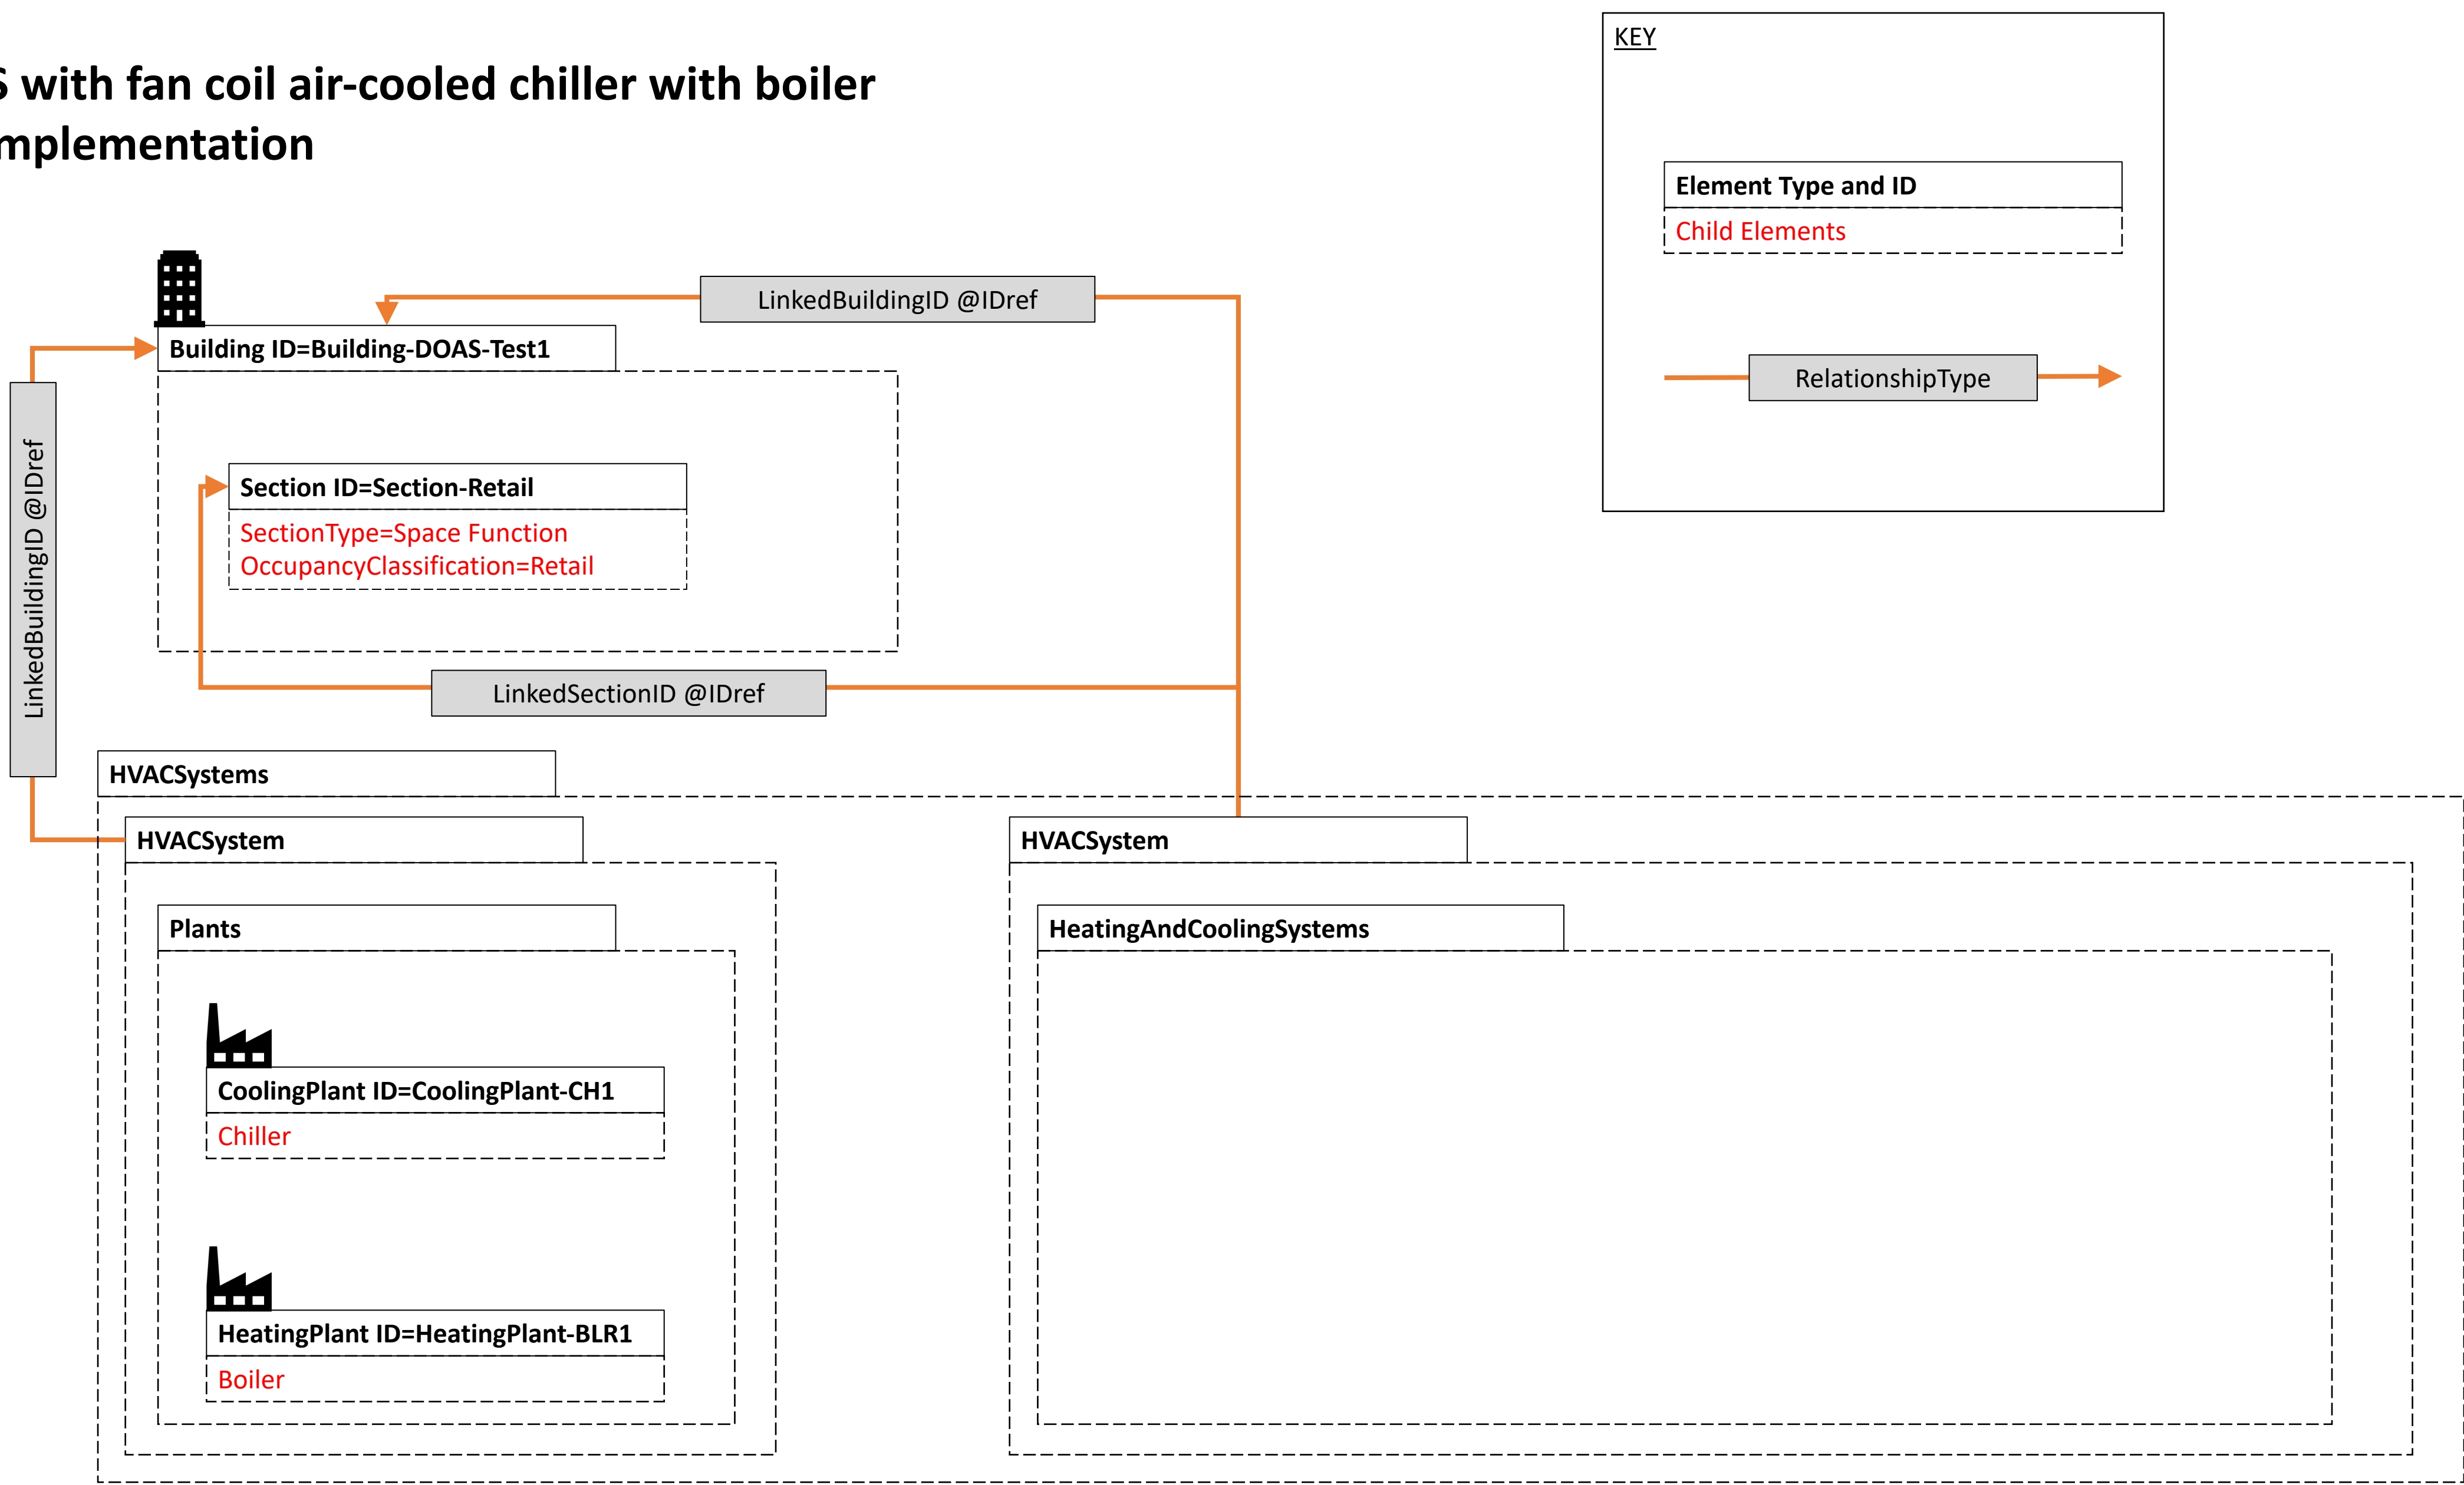 S with fan coil air-cooled chiller with boiler
mplementation
KEY
Element Type and ID
Child Elements
RelationshipType
LinkedBuildingID @IDref
Building ID=Building-DOAS-Test1
LinkedBuildingID @IDref
Section ID=Section-Retail
SectionType=Space Function
OccupancyClassification=Retail
LinkedSectionID @IDref
HVACSystems
HVACSystem
HVACSystem
Plants
HeatingAndCoolingSystems
CoolingPlant ID=CoolingPlant-CH1
Chiller
HeatingPlant ID=HeatingPlant-BLR1
Boiler